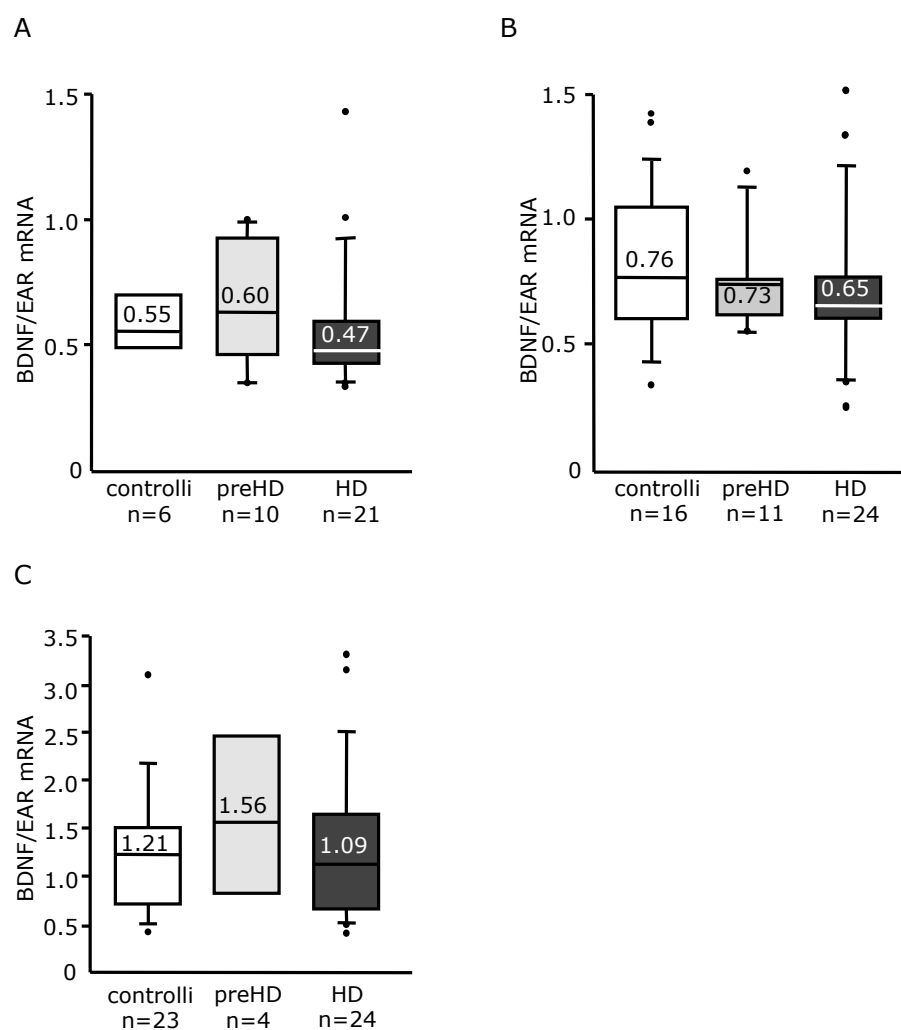 A
BDNF/EAR mRNA
1.5
1.0
0.5
0
0.55
0.60
0.47
controlli preHD HD
n=6 n=10 n=21
B
BDNF/EAR mRNA
1.5
1.0
0.5
0
0.76
0.73
0.65
controlli preHD HD
n=16 n=11 n=24
C
BDNF/EAR mRNA
3.5
3.0
2.5
2.0
1.5
1.0
0.5
0
1.21
1.56
1.09
controlli preHD HD
n=23 n=4 n=24